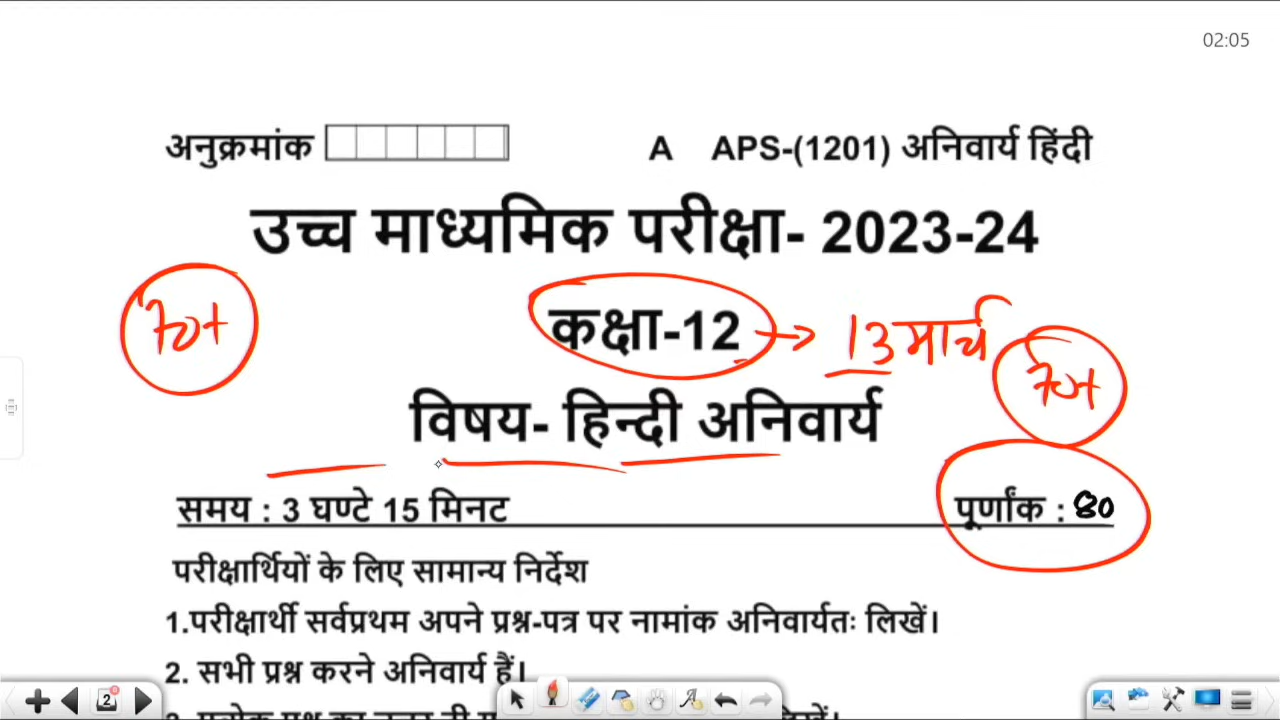 02:05
अनुक्रमांक A APS-(1201) अनिवार्य हिंदी
उच्च माध्यमिक परीक्षा- 2023-24
70+ कक्षा-12 → 13 मार्च
70+
विषय- हिन्दी अनिवार्य
समय : 3 घण्टे 15 मिनट पूर्णांक : 80
परीक्षार्थियों के लिए सामान्य निर्देश
1.परीक्षार्थी सर्वप्रथम अपने प्रश्न-पत्र पर नामांक अनिवार्यतः लिखें।
2. सभी प्रश्न करने अनिवार्य हैं।
2